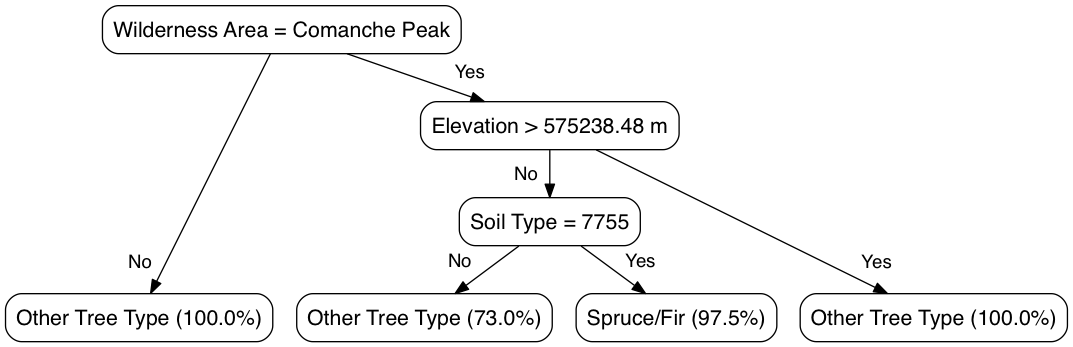 Wilderness Area = Comanche Peak
Yes
Elevation > 575238.48 m
No
Soil Type = 7755
No
No
Yes
Yes
Other Tree Type (100.0%)
Other Tree Type (73.0%)
Spruce/Fir (97.5%)
Other Tree Type (100.0%)